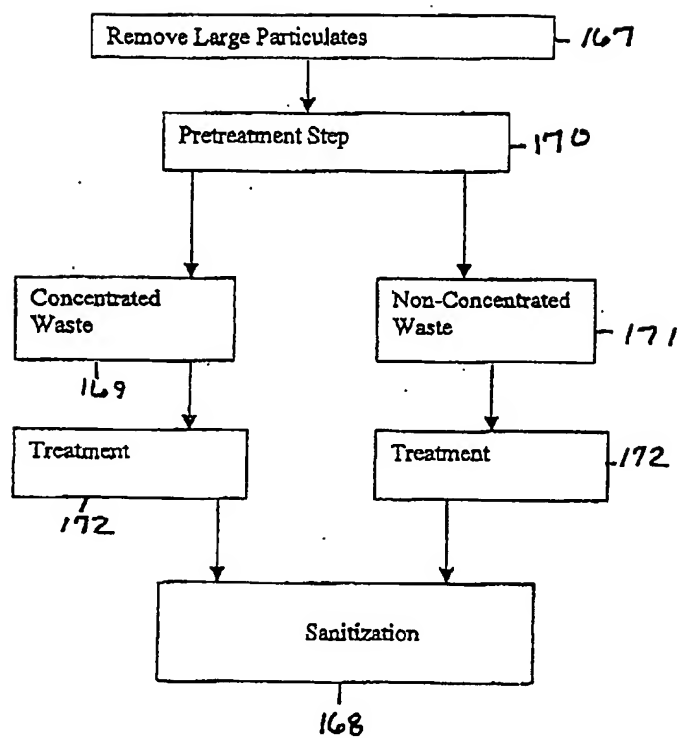 Remove Large Particulates
167
Pretreatment Step
170
Concentrated
Waste
169
Non-Concentrated
Waste
171
Treatment
172
Treatment
172
Sanitization
168